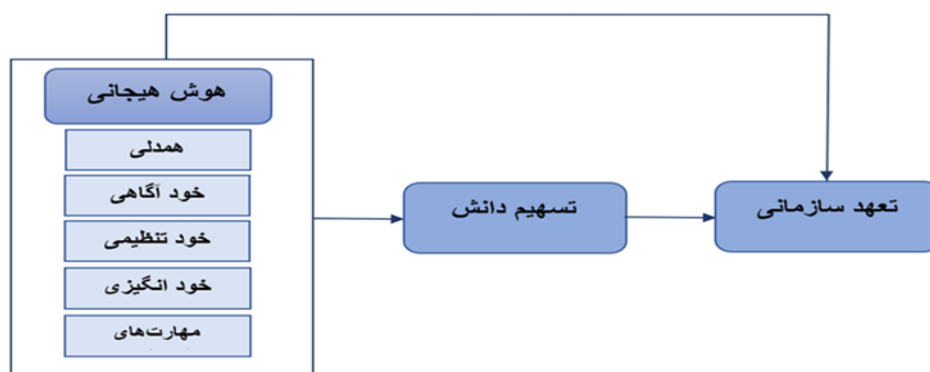 هوش هیجانی
همدلی
خود آگاهی
خود تنظیمی
خود انگیزی
مهارت‌های
تسهیم دانش
تعهد سازمانی